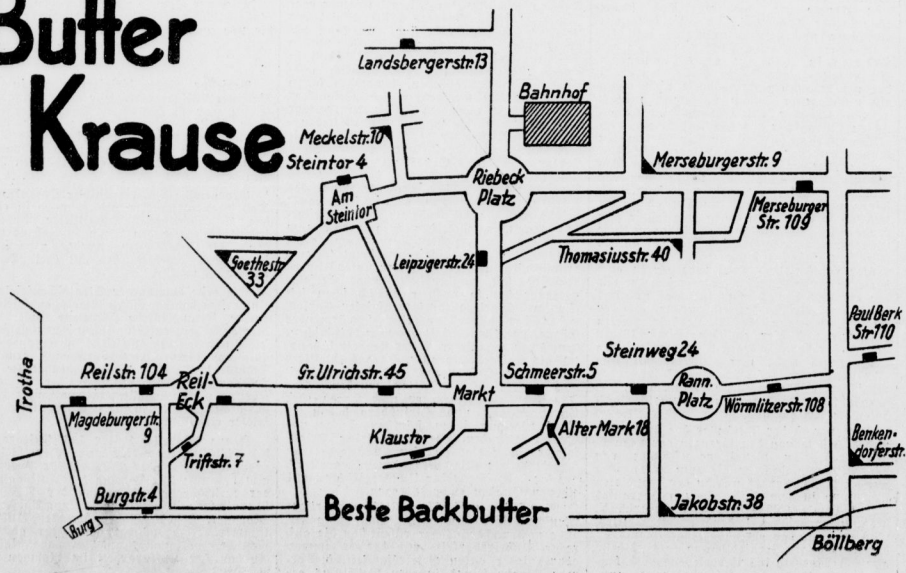 Butter
Krause
Landsbergerstr. 13
Bahnhof
Meckelstr. 10
Steintor 4
Am
Steintor
Riebeck
Platz
Merseburgerstr. 9
Merseburger
Str. 109
Goethestr.
33
Leipzigerstr. 24
Thomasiusstr. 40
Paul Berk
Str. 110
Steinweg 24
Trotha
Reilstr. 104
Reil-
Eck
Gr. Ulrichstr. 45
Markt
Schmeerstr. 5
Rann.
Platz
Wörmlitzerstr. 108
Magdeburgerstr.
9
Triftstr. 7
Klaustor
Alter Mark 18
Benken-
dorferstr.
Burgstr. 4
Burg
Beste Backbutter
Jakobstr. 38
Böllberg